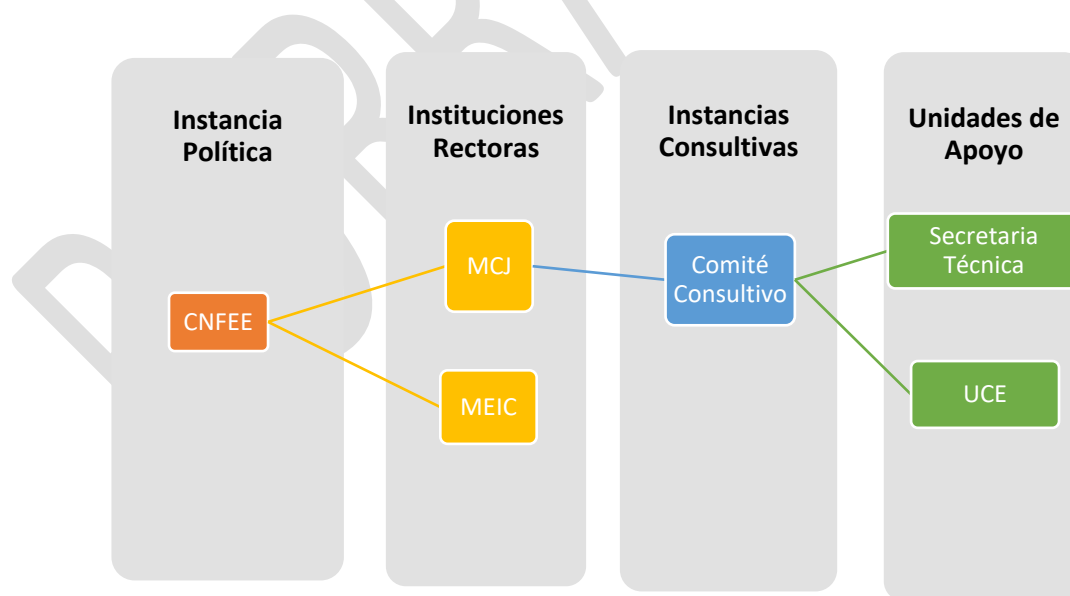 Instancia
Política
CNFEE
Instituciones
Rectoras
MCJ
MEIC
Instancias
Consultivas
Comité
Consultivo
Unidades de
Apoyo
Secretaria
Técnica
UCE